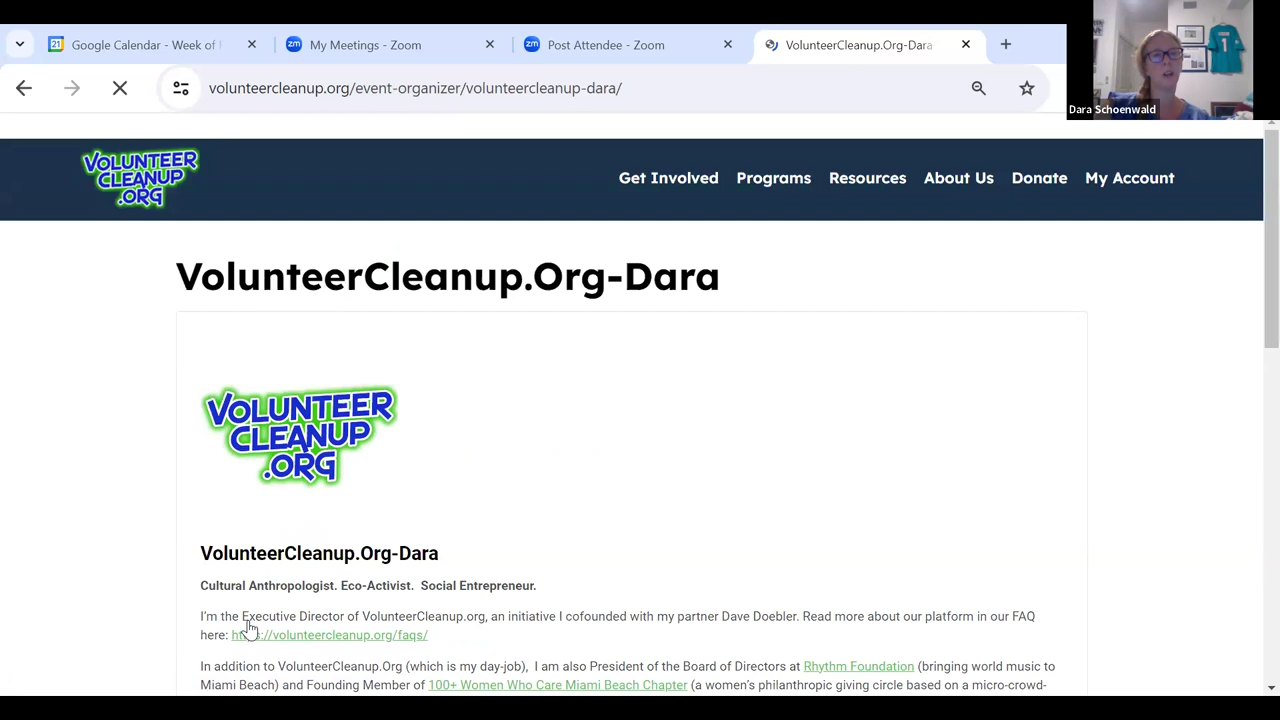 Google Calendar - Week of
My Meetings - Zoom
Post Attendee - Zoom
VolunteerCleanup.Org-Dara
volunteercleanup.org/event-organizer/volunteercleanup-dara/
Dara Schoenwald
VOLUNTEER
CLEANUP
.ORG
Get Involved
Programs
Resources
About Us
Donate
My Account
VolunteerCleanup.Org-Dara
VOLUNTEER
CLEANUP
.ORG
VolunteerCleanup.Org-Dara
Cultural Anthropologist. Eco-Activist. Social Entrepreneur.
I'm the Executive Director of VolunteerCleanup.org, an initiative I cofounded with my partner Dave Doebler. Read more about our platform in our FAQ
here: https://volunteercleanup.org/faqs/
In addition to VolunteerCleanup.Org (which is my day-job), I am also President of the Board of Directors at Rhythm Foundation (bringing world music to
Miami Beach) and Founding Member of 100+ Women Who Care Miami Beach Chapter (a women's philanthropic giving circle based on a micro-crowd-